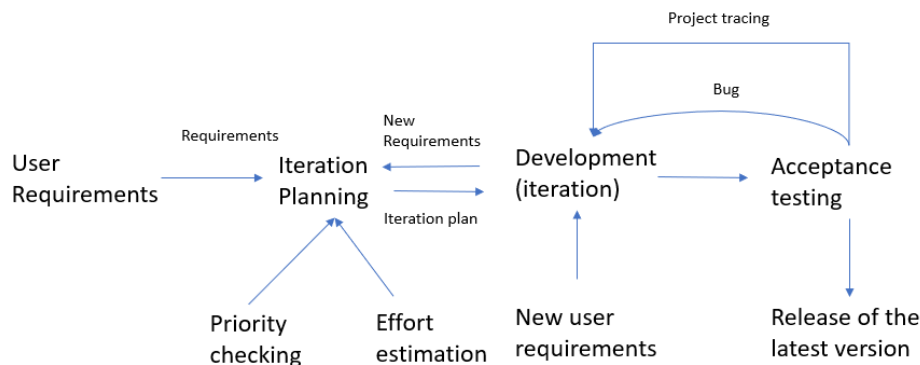 Project tracing
Bug
Requirements
New
Requirements
User
Requirements
Iteration
Planning
Iteration plan
Development
(iteration)
Acceptance
testing
Priority
checking
Effort
estimation
New user
requirements
Release of the
latest version